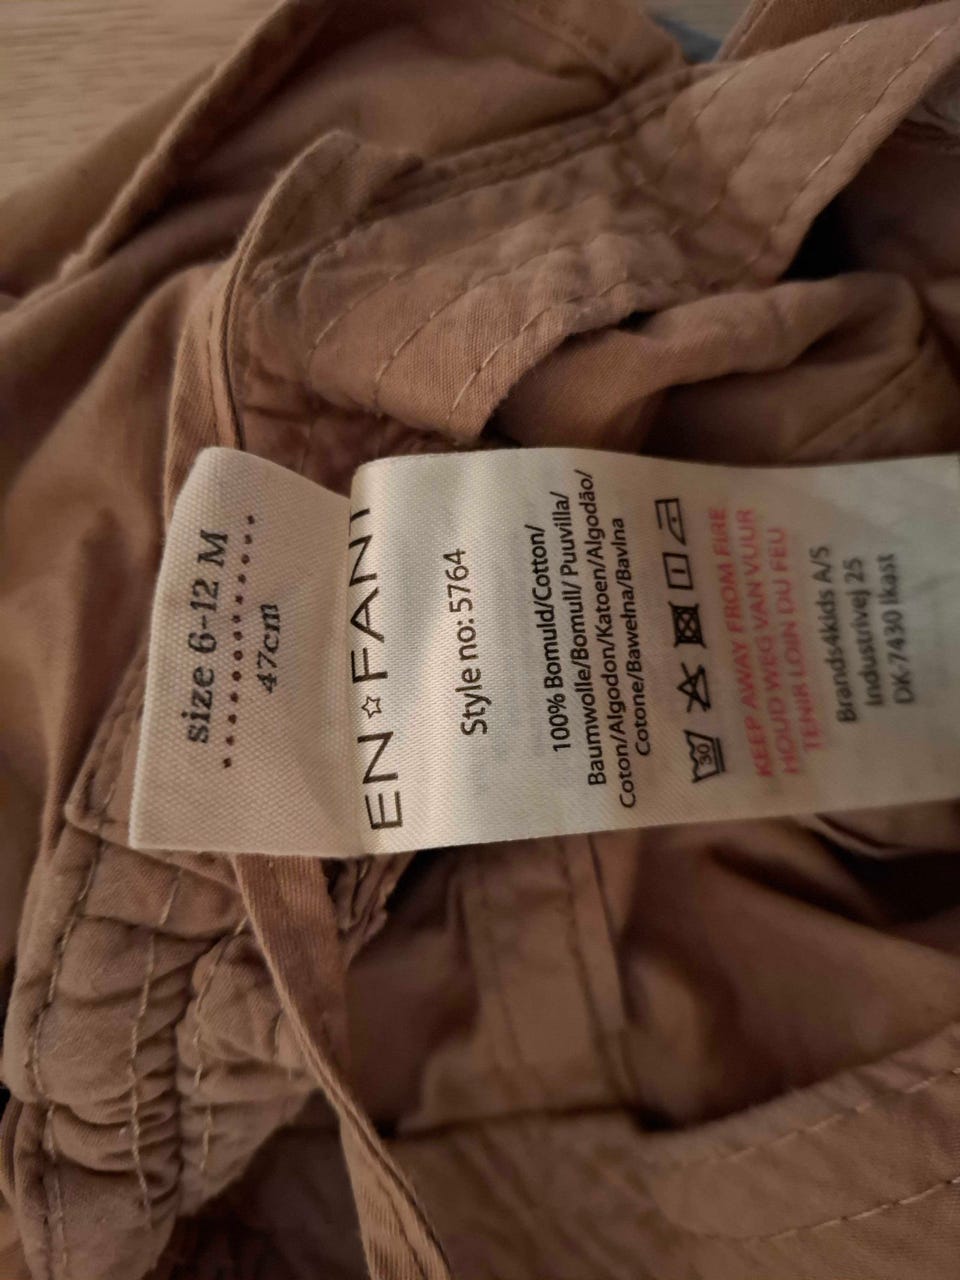 size 6-12 M
47cm
EN☆FANT
Style no: 5764
100% Bomuld/Cotton/
Baumwolle/Bomull/ Puuvilla/
Coton/Algodon/Katoen/Algodão/
Cotone/Bawełna/Bavlna
30
KEEP AWAY FROM FIRE
HOUD WEG VAN VUUR
TENIR LOIN DU FEU
Brands4kids A/S
Industrivej 25
DK-7430 Ikast